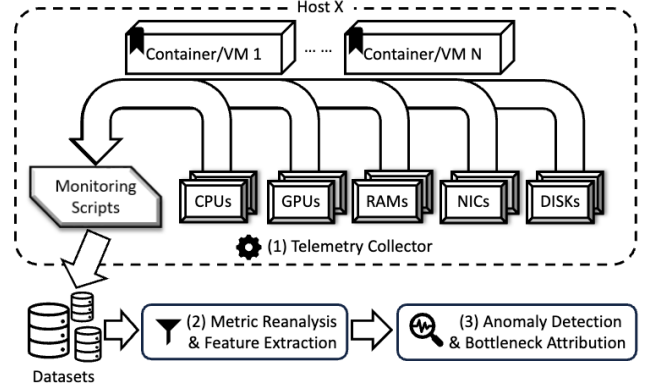 Host X
Container/VM 1
... ...
Container/VM N
Monitoring
Scripts
CPUs
GPUs
RAMs
NICs
DISKs
(1) Telemetry Collector
(2) Metric Reanalysis
& Feature Extraction
(3) Anomaly Detection
& Bottleneck Attribution
Datasets